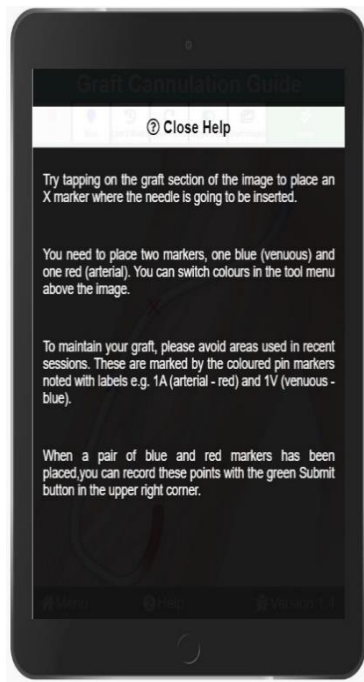 Graft Cannulation Guide
Close Help
Try tapping on the graft section of the image to place an
X marker where the needle is going to be inserted.
You need to place two markers, one blue (venuous) and
one red (arterial). You can switch colours in the tool menu
above the image.
To maintain your graft, please avoid areas used in recent
sessions. These are marked by the coloured pin markers
noted with labels e.g. 1A (arterial - red) and 1V (venuous -
blue).
When a pair of blue and red markers has been
placed,you can record these points with the green Submit
button in the upper right corner.
Menu Help